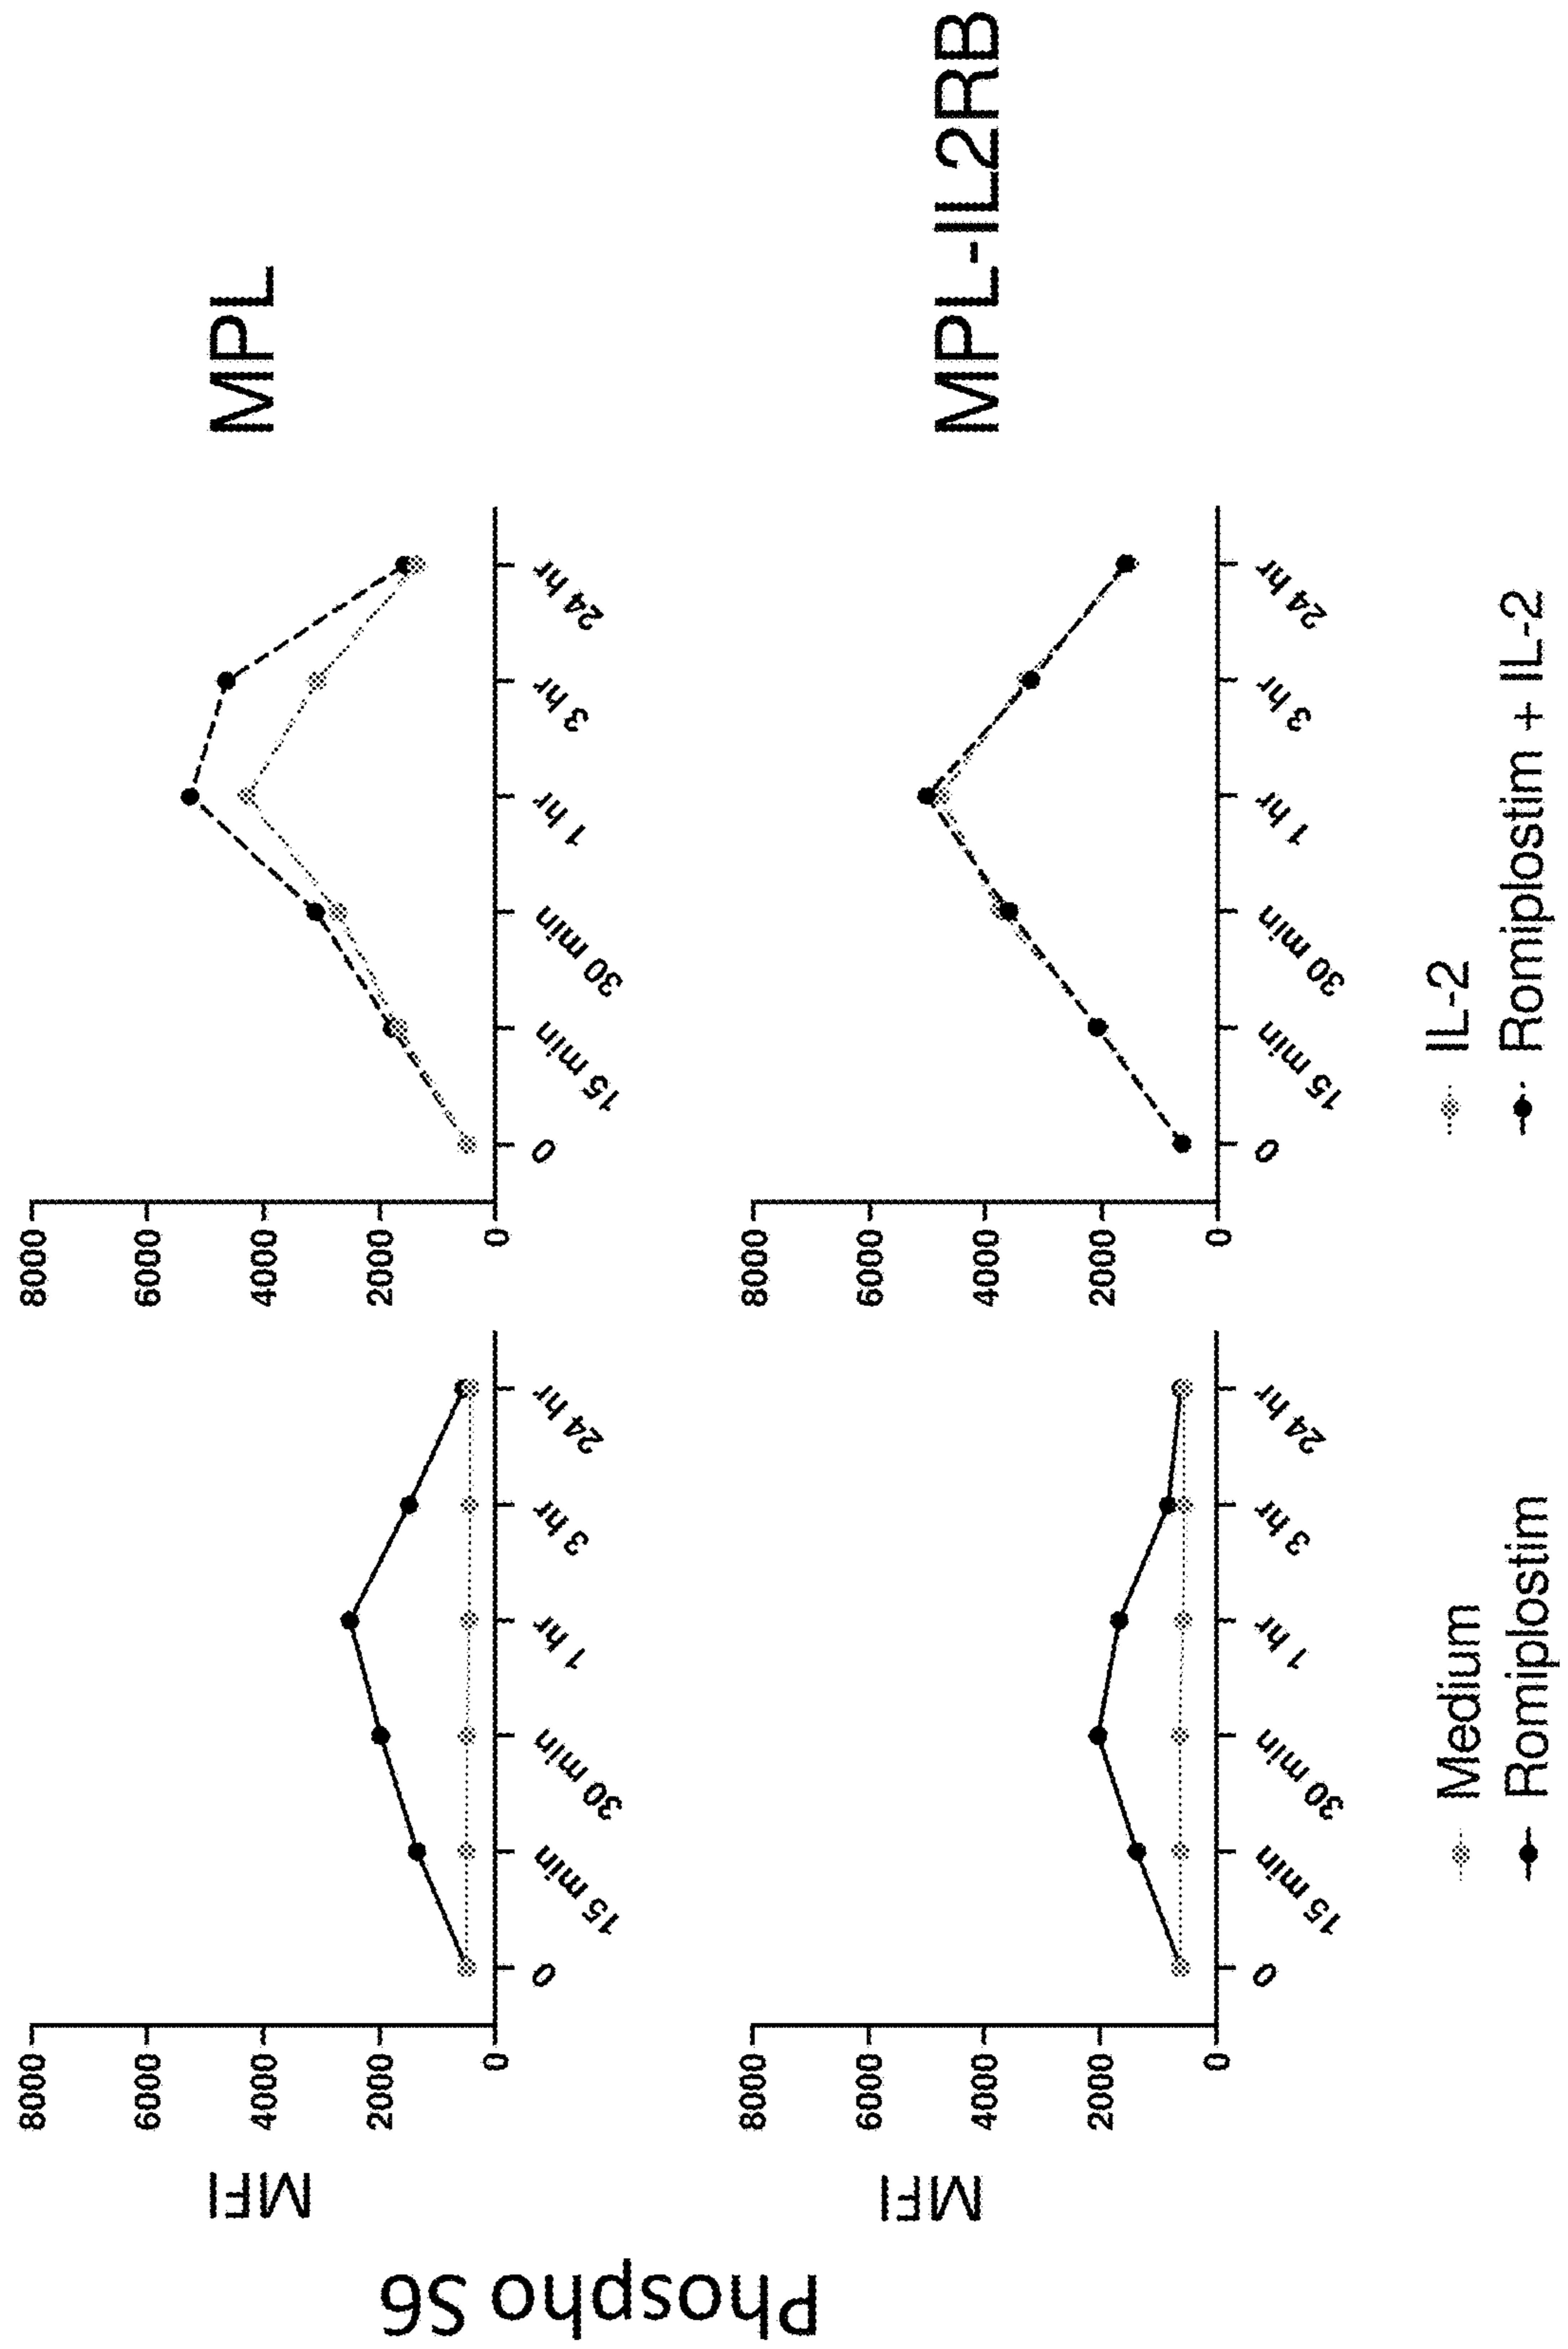 Phospho S6
MFI
8000
6000
4000
2000
0
0
15 min
30 min
1 hr
3 hr
24 hr
8000
6000
4000
2000
0
0
15 min
30 min
1 hr
3 hr
24 hr
MPL
MFI
8000
6000
4000
2000
0
0
15 min
30 min
1 hr
3 hr
24 hr
8000
6000
4000
2000
0
0
15 min
30 min
1 hr
3 hr
24 hr
MPL-IL2RB
Medium
Romiplostim
IL-2
Romiplostim + IL-2